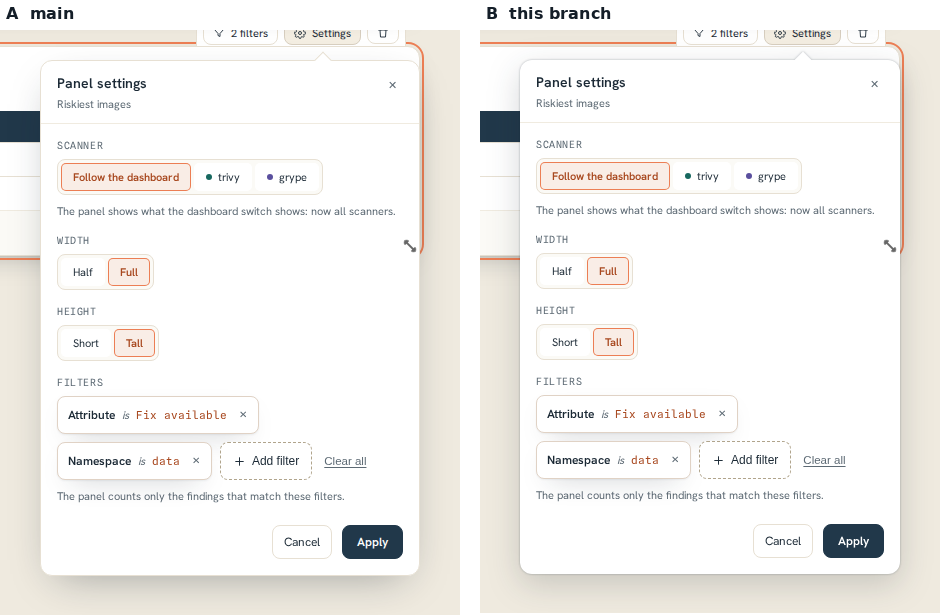 A main
2 filters Settings
Panel settings ×
Riskiest images
SCANNER
Follow the dashboard trivy grype
The panel shows what the dashboard switch shows: now all scanners.
WIDTH
Half Full
HEIGHT
Short Tall
FILTERS
Attribute is Fix available ×
Namespace is data × + Add filter Clear all
The panel counts only the findings that match these filters.
Cancel Apply
B this branch
2 filters Settings
Panel settings ×
Riskiest images
SCANNER
Follow the dashboard trivy grype
The panel shows what the dashboard switch shows: now all scanners.
WIDTH
Half Full
HEIGHT
Short Tall
FILTERS
Attribute is Fix available ×
Namespace is data × + Add filter Clear all
The panel counts only the findings that match these filters.
Cancel Apply